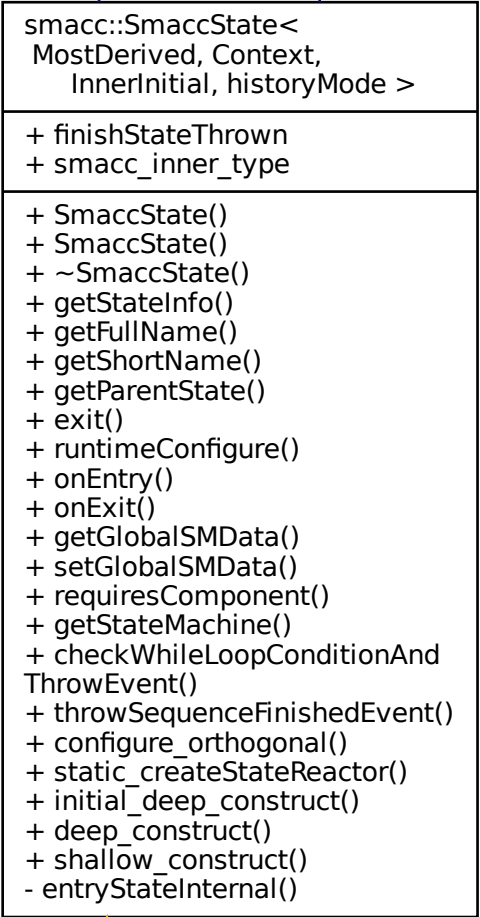 smacc::SmaccState<
MostDerived, Context,
InnerInitial, historyMode >
+ finishStateThrown
+ smacc_inner_type
+ SmaccState()
+ SmaccState()
+ ~SmaccState()
+ getStateInfo()
+ getFullName()
+ getShortName()
+ getParentState()
+ exit()
+ runtimeConfigure()
+ onEntry()
+ onExit()
+ getGlobalSMData()
+ setGlobalSMData()
+ requiresComponent()
+ getStateMachine()
+ checkWhileLoopConditionAnd
ThrowEvent()
+ throwSequenceFinishedEvent()
+ configure_orthogonal()
+ static_createStateReactor()
+ initial_deep_construct()
+ deep_construct()
+ shallow_construct()
- entryStateInternal()